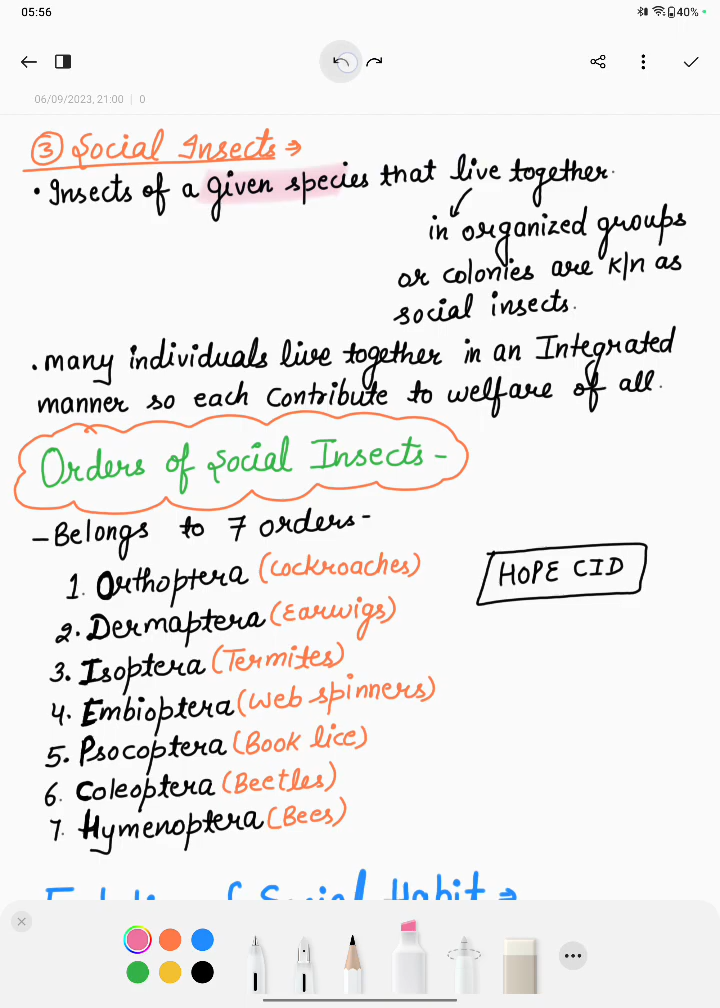 05:56
40%
06/09/2023, 21:00 | 0
③ Social Insects →
• Insects of a given species that live together.
in organized groups
or colonies are k/n as
social insects.
• many individuals live together in an Integrated
manner so each Contribute to welfare of all.
Orders of Social Insects -
- Belongs to 7 orders -
1. Orthoptera (Cockroaches)
HOPE CID
2. Dermaptera (Earwigs)
3. Isoptera (Termites)
4. Embioptera (Web spinners)
5. Psocoptera (Book lice)
6. Coleoptera (Beetles)
7. Hymenoptera (Bees)
of Social Habit →